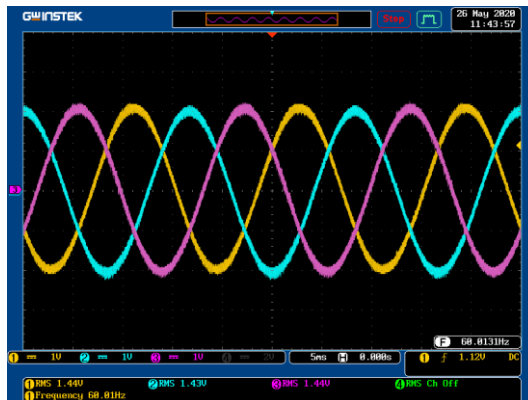 GWINSTEK
Stop
26 May 2020
11:43:57
3
F 60.0131Hz
1 1V 2 1V 3 1V 4 2V 5ms H 0.000s 1 1.12V DC
1 RMS 1.44V 2 RMS 1.43V 3 RMS 1.44V 4 RMS Ch Off
1 Frequency 60.01Hz